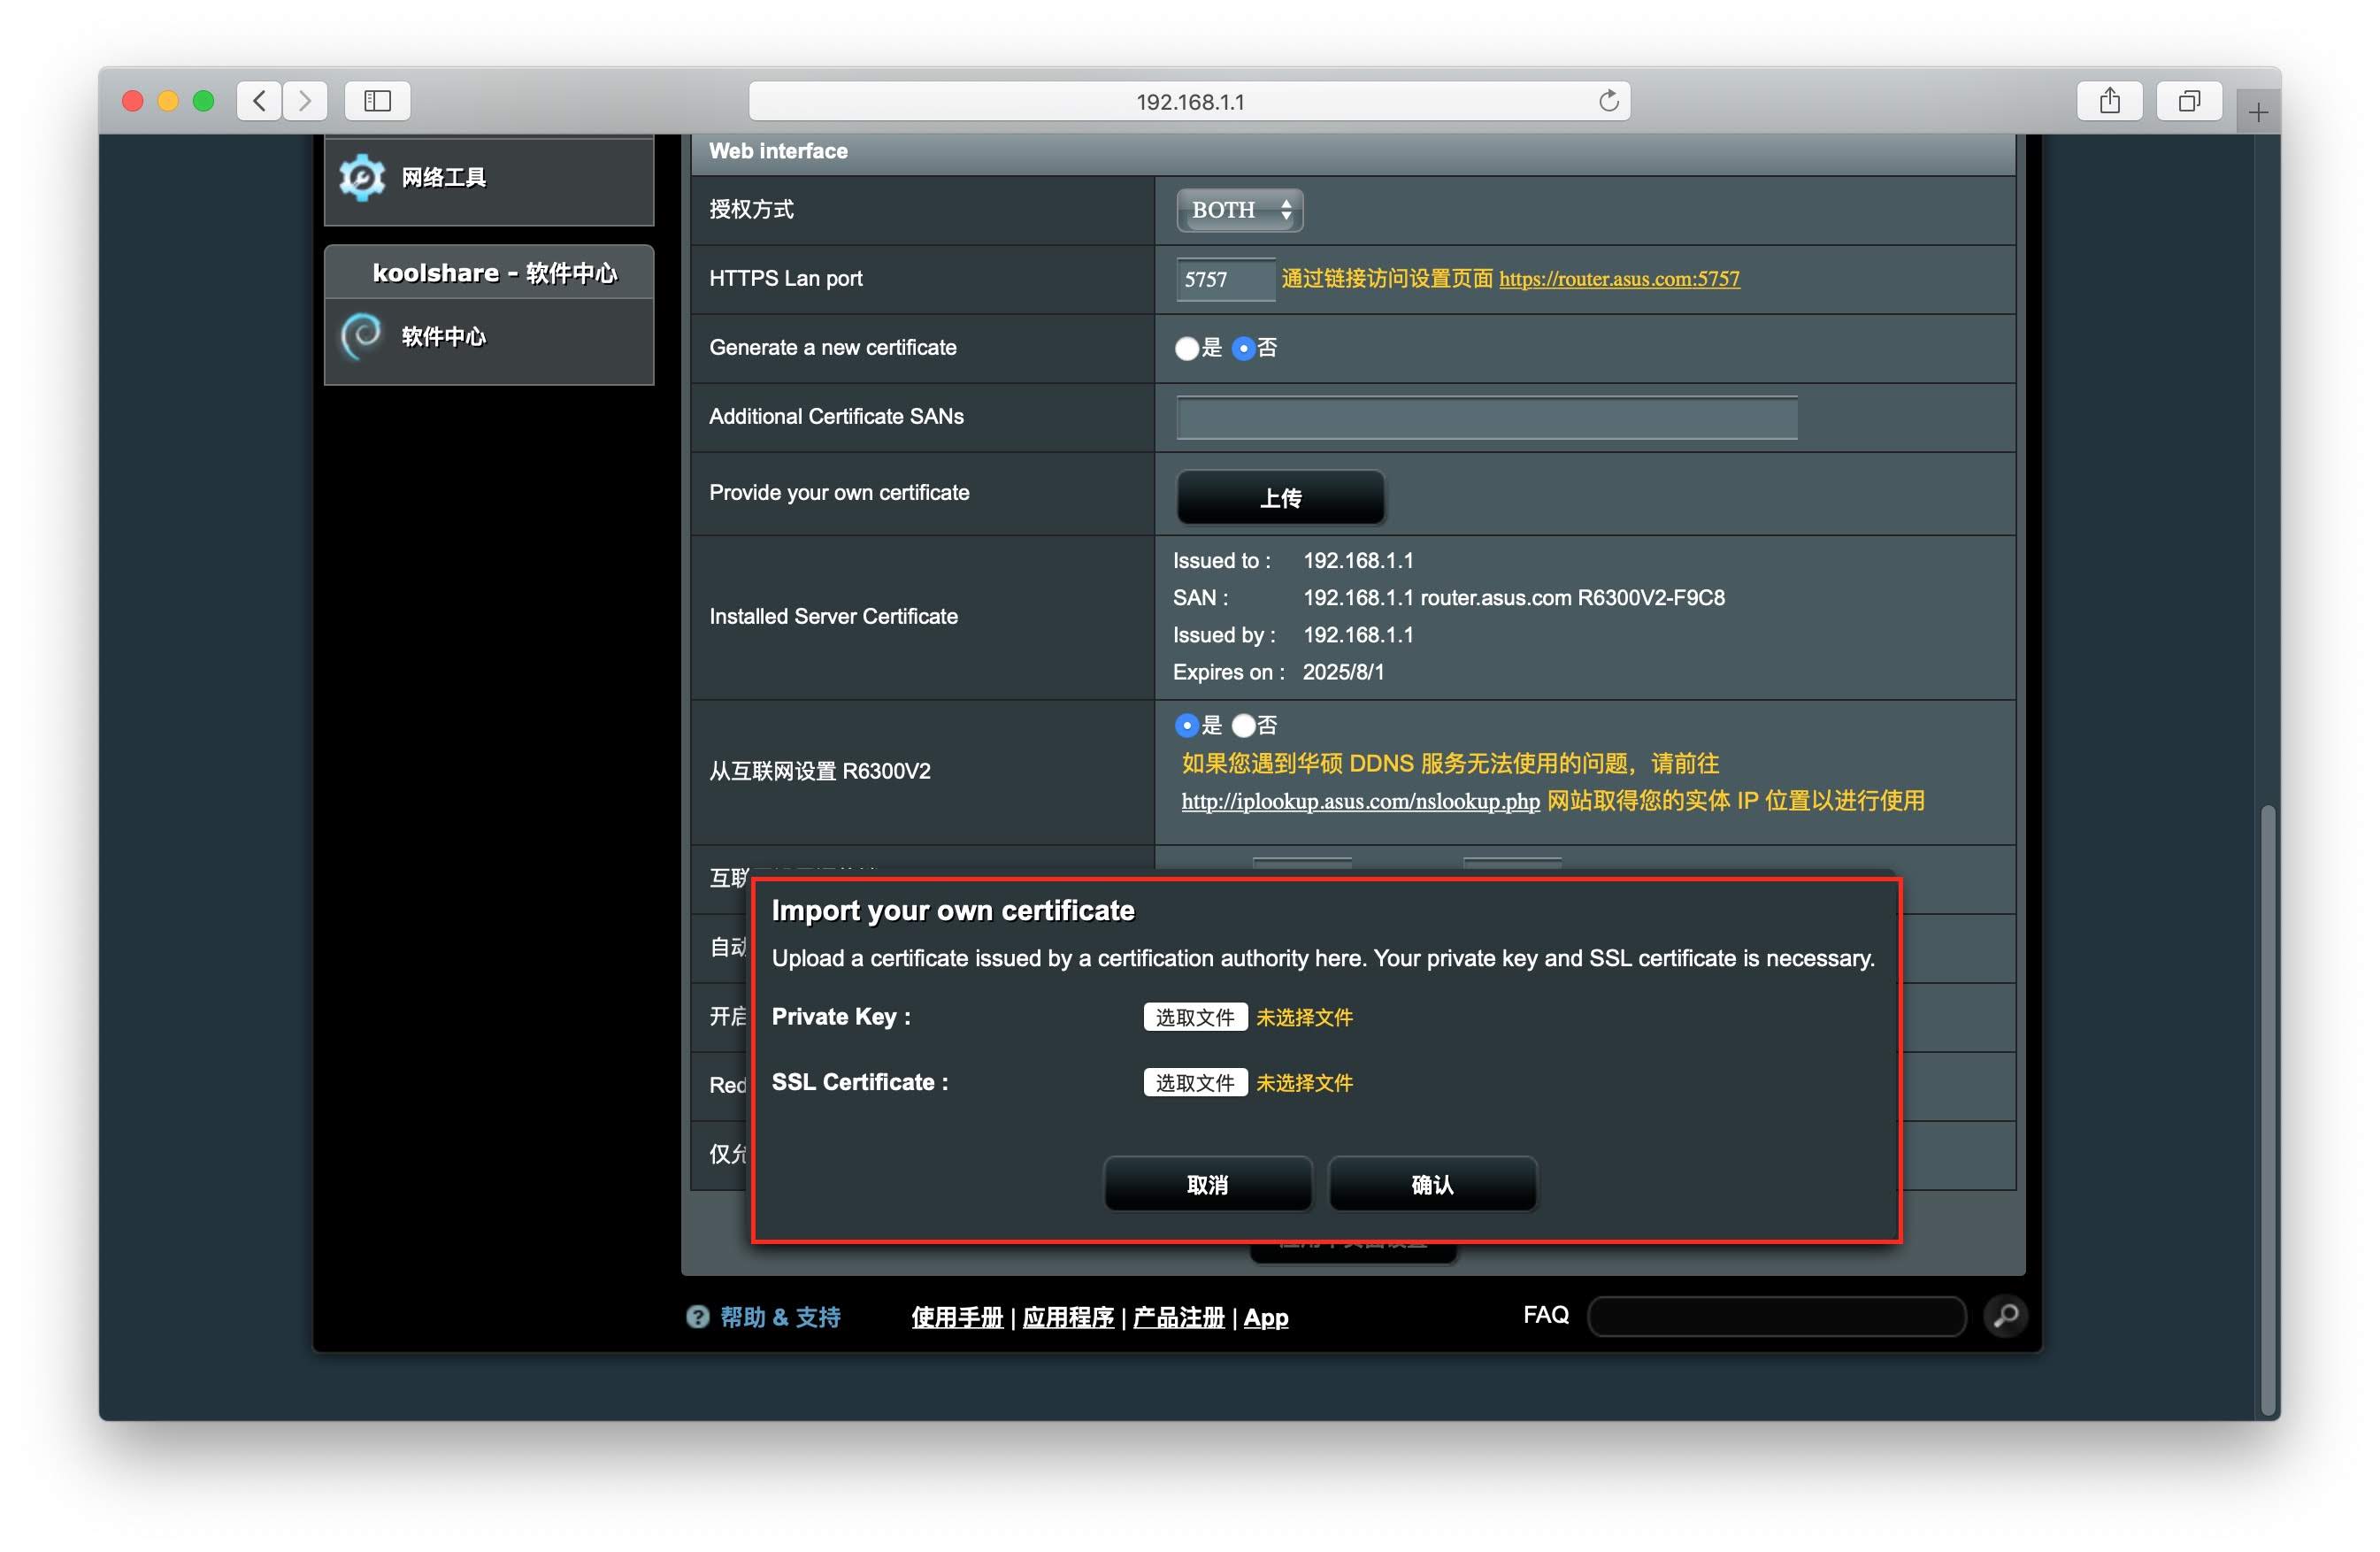 192.168.1.1
网络工具
koolshare - 软件中心
软件中心
Web interface
授权方式
BOTH
HTTPS Lan port
5757 通过链接访问设置页面 https://router.asus.com:5757
Generate a new certificate
是 否
Additional Certificate SANs
Provide your own certificate
上传
Installed Server Certificate
Issued to : 192.168.1.1
SAN : 192.168.1.1 router.asus.com R6300V2-F9C8
Issued by : 192.168.1.1
Expires on : 2025/8/1
从互联网设置 R6300V2
是 否
如果您遇到华硕 DDNS 服务无法使用的问题，请前往
http://iplookup.asus.com/nslookup.php 网站取得您的实体 IP 位置以进行使用
互联
自动
开启
Red
仅允
Import your own certificate
Upload a certificate issued by a certification authority here. Your private key and SSL certificate is necessary.
Private Key : 选取文件 未选择文件
SSL Certificate : 选取文件 未选择文件
取消 确认
帮助 & 支持
使用手册 | 应用程序 | 产品注册 | App
FAQ